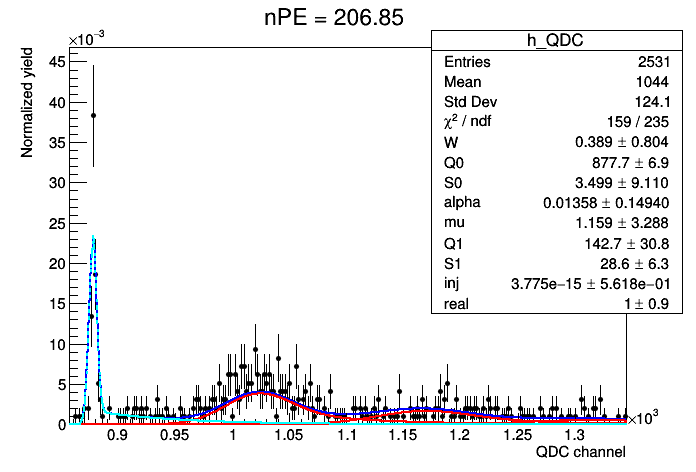 nPE = 206.85
h_QDC
Entries 2531
Mean 1044
Std Dev 124.1
χ² / ndf 159 / 235
W 0.389 ± 0.804
Q0 877.7 ± 6.9
S0 3.499 ± 9.110
alpha 0.01358 ± 0.14940
mu 1.159 ± 3.288
Q1 142.7 ± 30.8
S1 28.6 ± 6.3
inj 3.775e−15 ± 5.618e−01
real 1 ± 0.9
×10⁻³
Normalized yield
45
40
35
30
25
20
15
10
5
0
0.9 0.95 1 1.05 1.1 1.15 1.2 1.25 1.3
×10³
QDC channel